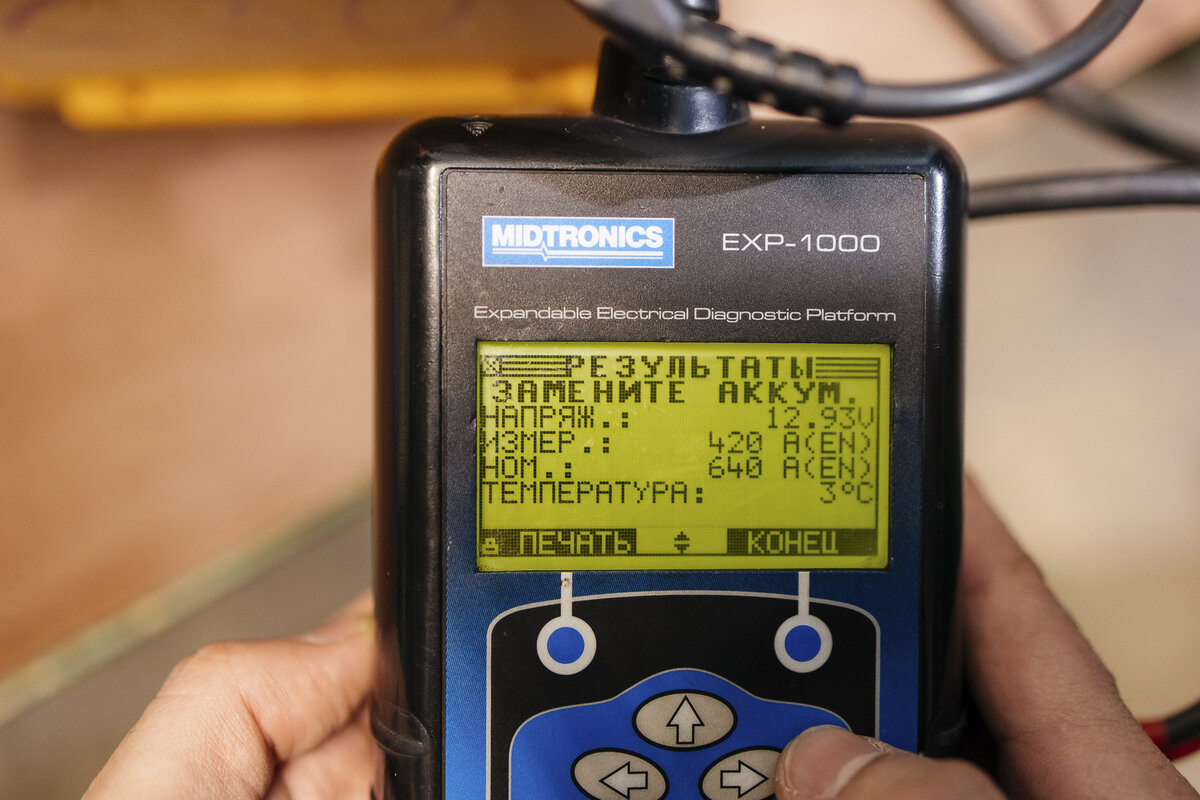 MIDTRONICS
EXP-1000
Expandable Electrical Diagnostic Platform
РЕЗУЛЬТАТЫ
ЗАМЕНИТЕ АККУМ.
НАПРЯЖ.: 12.93V
ИЗМЕР.: 420 A(EN)
НОМ.: 640 A(EN)
ТЕМПЕРАТУРА: 3°C
ПЕЧАТЬ КОНЕЦ